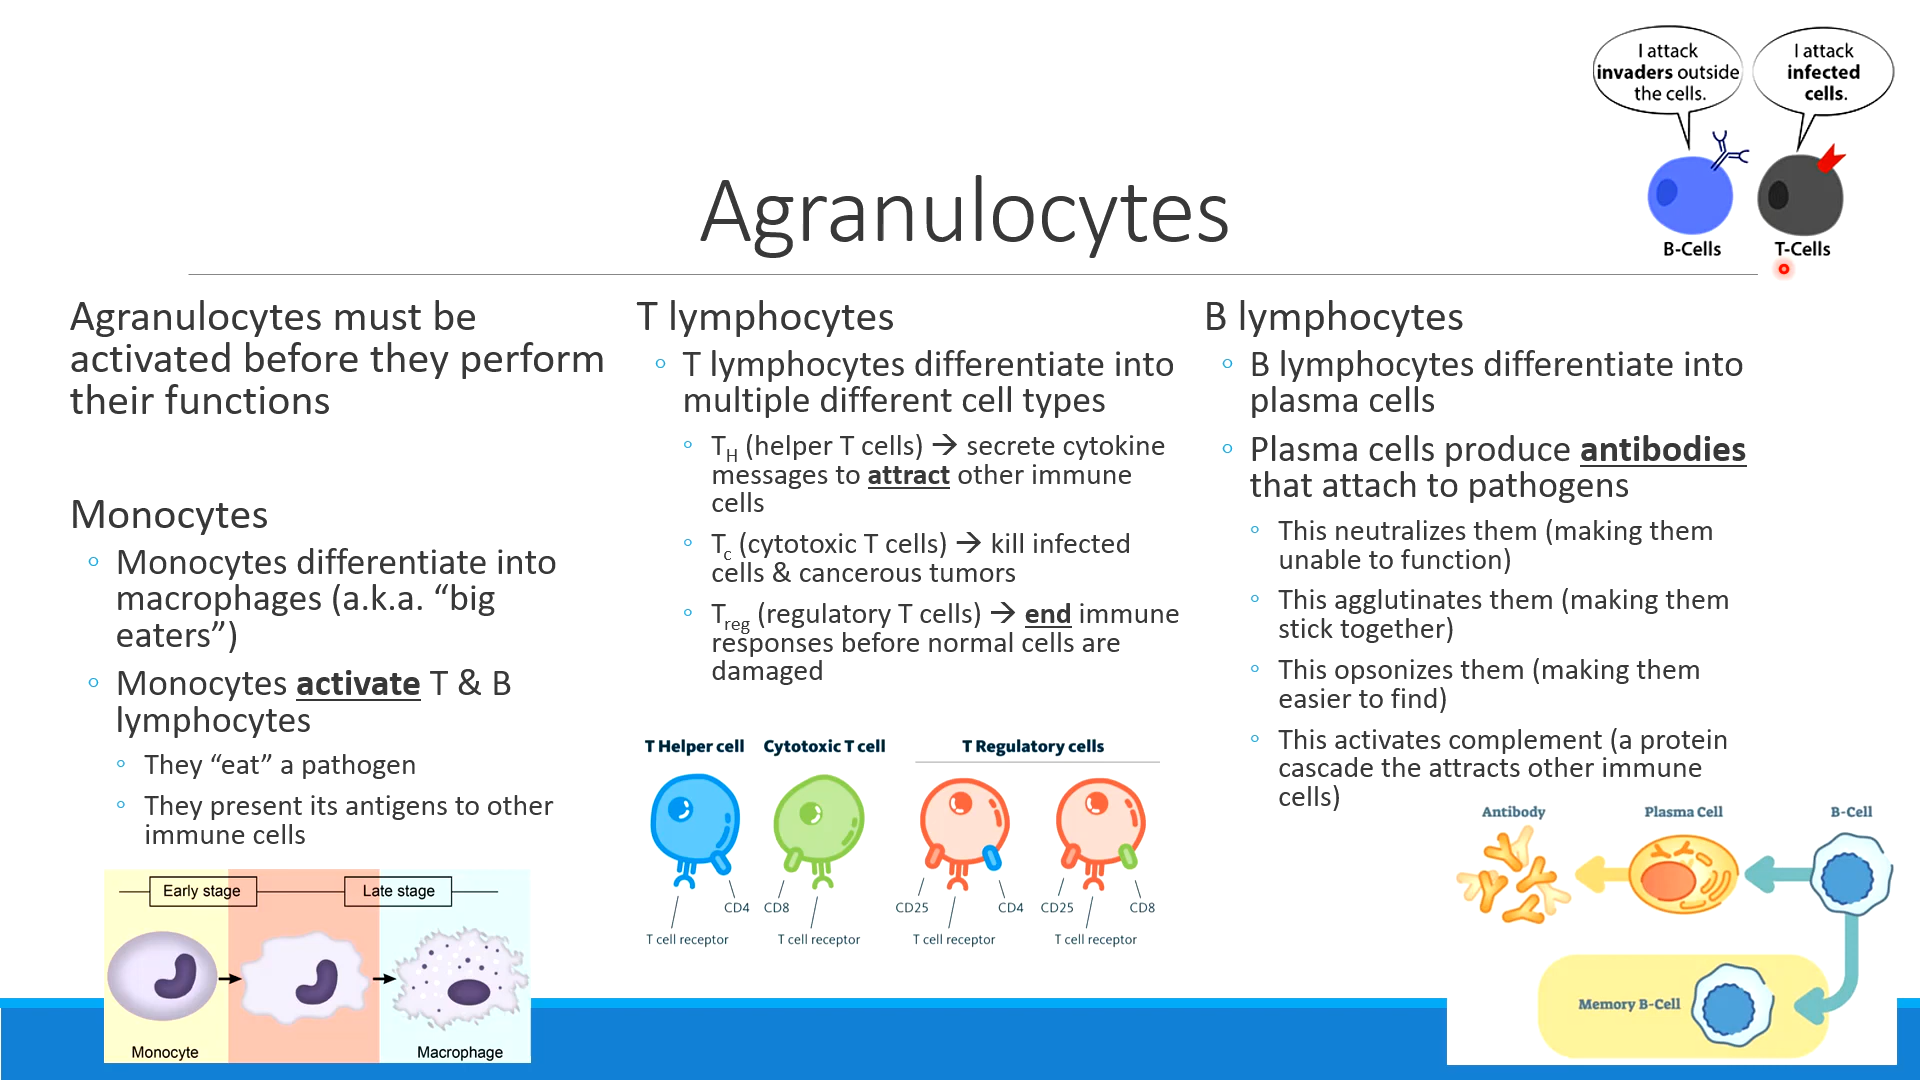 I attack
invaders outside
the cells.
I attack
infected
cells.
B-Cells
T-Cells
Agranulocytes
Agranulocytes must be
activated before they perform
their functions
Monocytes
Monocytes differentiate into
macrophages (a.k.a. “big
eaters”)
Monocytes activate T & B
lymphocytes
They “eat” a pathogen
They present its antigens to other
immune cells
Early stage
Late stage
Monocyte
Macrophage
T lymphocytes
T lymphocytes differentiate into
multiple different cell types
TH (helper T cells) → secrete cytokine
messages to attract other immune
cells
Tc (cytotoxic T cells) → kill infected
cells & cancerous tumors
Treg (regulatory T cells) → end immune
responses before normal cells are
damaged
T Helper cell
Cytotoxic T cell
T Regulatory cells
CD4
CD8
CD25
CD4
CD25
CD8
T cell receptor
T cell receptor
T cell receptor
T cell receptor
B lymphocytes
B lymphocytes differentiate into
plasma cells
Plasma cells produce antibodies
that attach to pathogens
This neutralizes them (making them
unable to function)
This agglutinates them (making them
stick together)
This opsonizes them (making them
easier to find)
This activates complement (a protein
cascade the attracts other immune
cells)
Antibody
Plasma Cell
B-Cell
Memory B-Cell